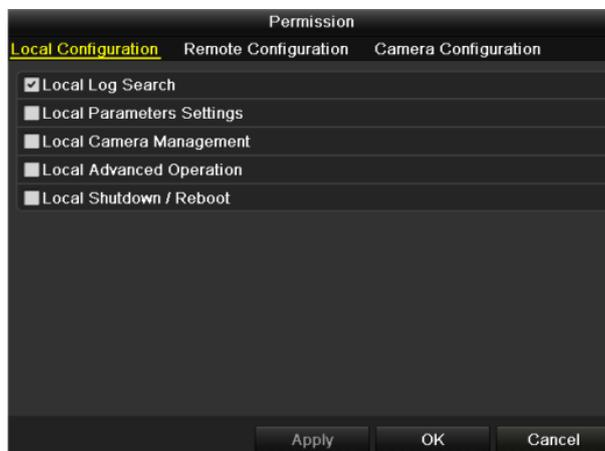 Permission
Local Configuration Remote Configuration Camera Configuration
Local Log Search
Local Parameters Settings
Local Camera Management
Local Advanced Operation
Local Shutdown / Reboot
Apply OK Cancel